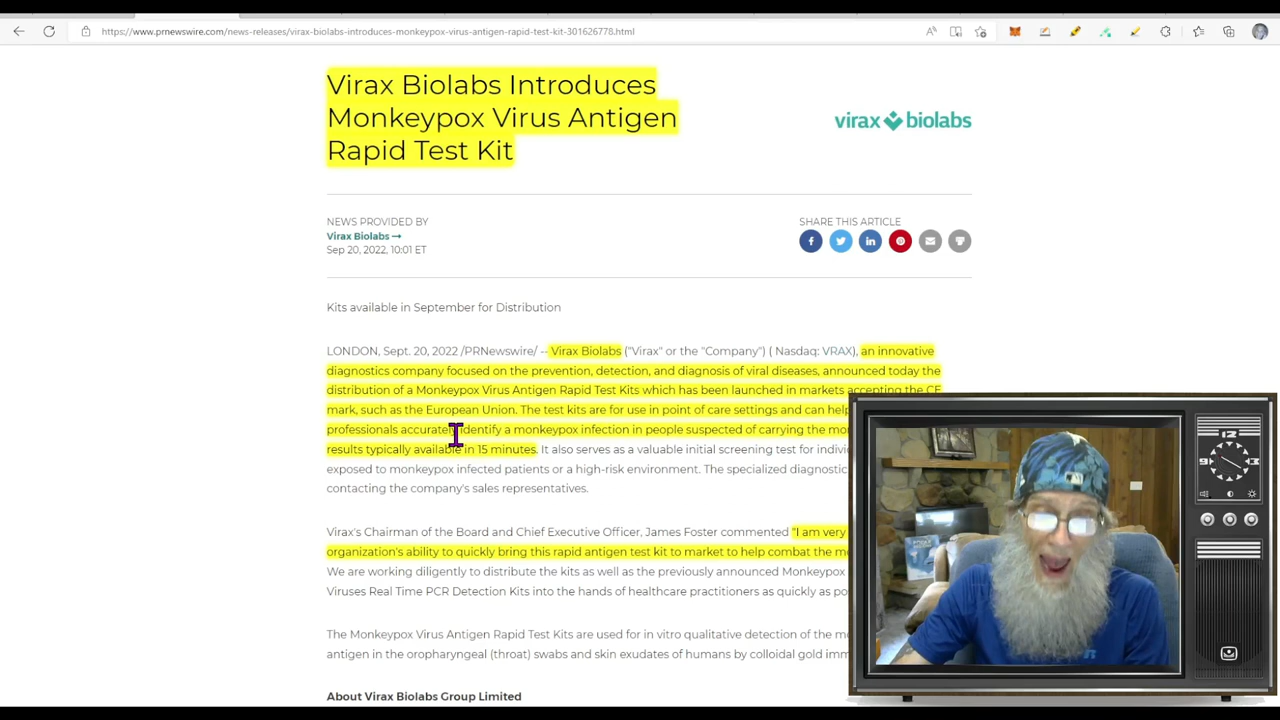 https://www.prnewswire.com/news-releases/virax-biolabs-introduces-monkeypox-virus-antigen-rapid-test-kit-301626778.html
Virax Biolabs Introduces
Monkeypox Virus Antigen
Rapid Test Kit
virax biolabs
NEWS PROVIDED BY
Virax Biolabs →
Sep 20, 2022, 10:01 ET
SHARE THIS ARTICLE
Kits available in September for Distribution
LONDON, Sept. 20, 2022 /PRNewswire/ -- Virax Biolabs ("Virax" or the "Company") ( Nasdaq: VRAX), an innovative
diagnostics company focused on the prevention, detection, and diagnosis of viral diseases, announced today the
distribution of a Monkeypox Virus Antigen Rapid Test Kits which has been launched in markets accepting the CE
mark, such as the European Union. The test kits are for use in point of care settings and can help
professionals accurately identify a monkeypox infection in people suspected of carrying the
results typically available in 15 minutes. It also serves as a valuable initial screening test for
exposed to monkeypox infected patients or a high-risk environment. The specialized diagnostic
contacting the company's sales representatives.
Virax's Chairman of the Board and Chief Executive Officer, James Foster commented "I am very
organization's ability to quickly bring this rapid antigen test kit to market to help combat the
We are working diligently to distribute the kits as well as the previously announced Monkeypox
Viruses Real Time PCR Detection Kits into the hands of healthcare practitioners as quickly as
The Monkeypox Virus Antigen Rapid Test Kits are used for in vitro qualitative detection of the
antigen in the oropharyngeal (throat) swabs and skin exudates of humans by colloidal gold
About Virax Biolabs Group Limited
12
3